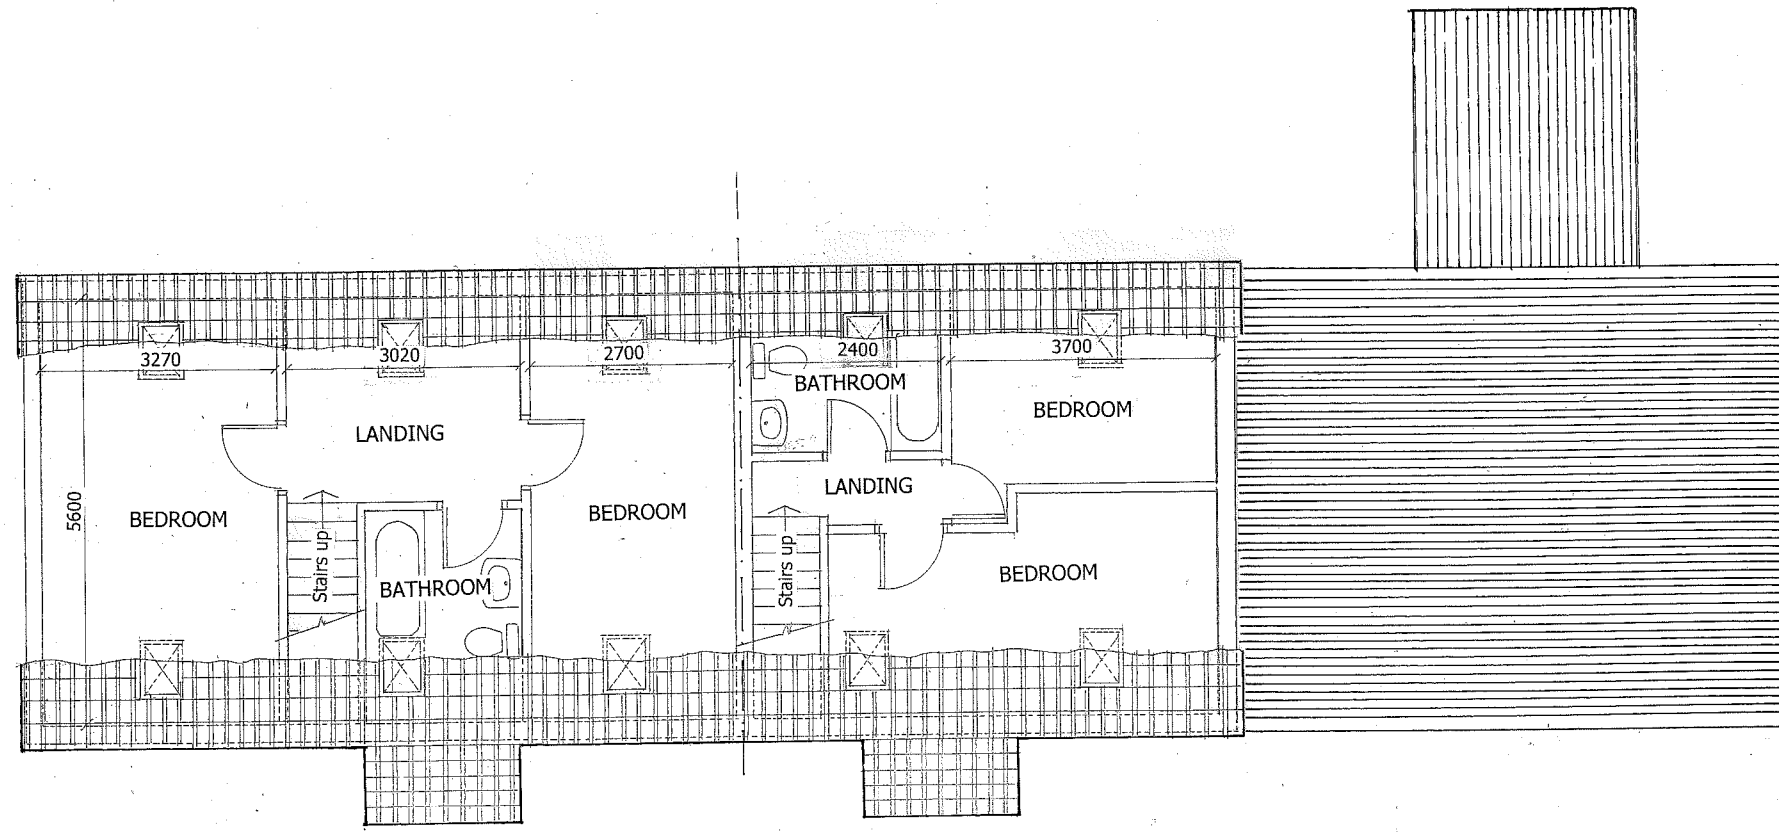 3270
3020
2700
2400
3700
BATHROOM
BEDROOM
LANDING
LANDING
5600
BEDROOM
BEDROOM
Stairs up
BATHROOM
Stairs up
BEDROOM